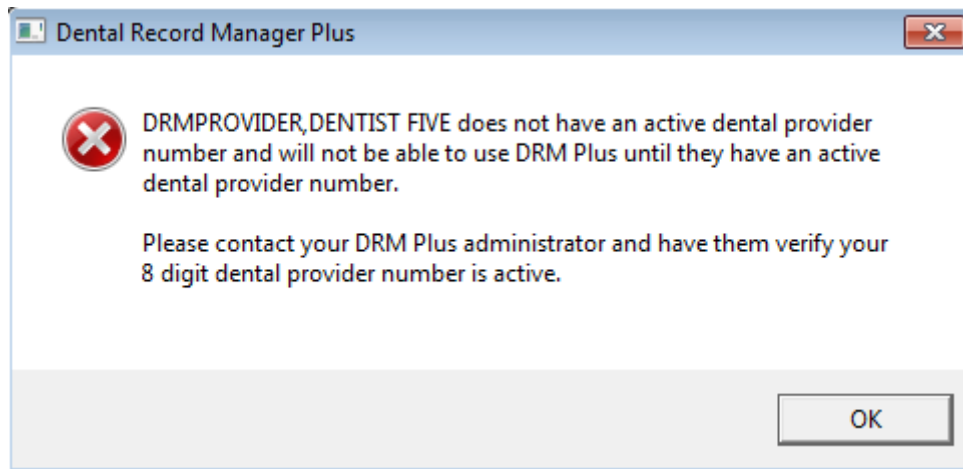 Dental Record Manager Plus
DRMPROVIDER,DENTIST FIVE does not have an active dental provider
number and will not be able to use DRM Plus until they have an active
dental provider number.
Please contact your DRM Plus administrator and have them verify your
8 digit dental provider number is active.
OK